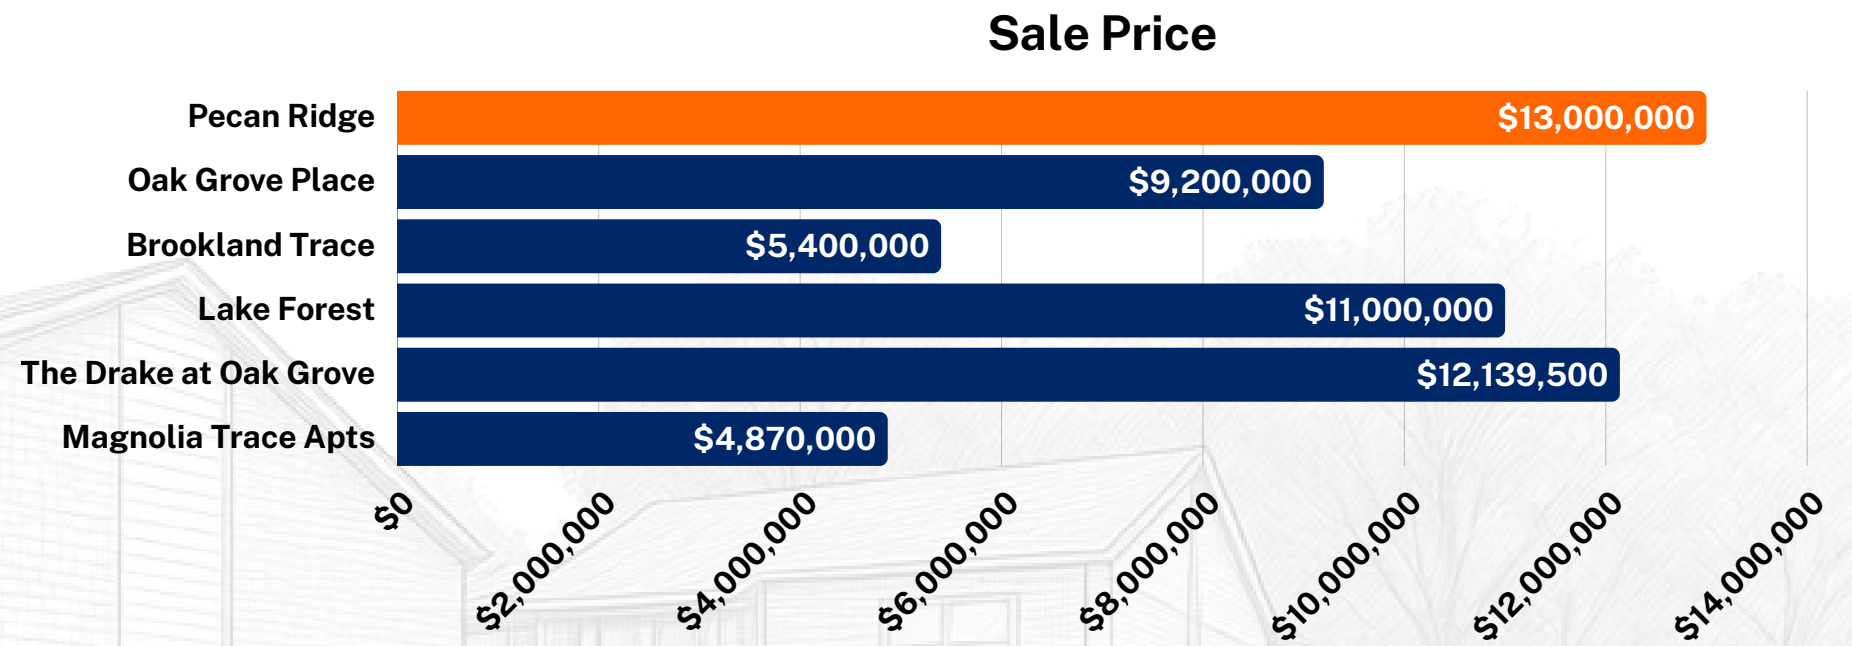 Sale Price
Pecan Ridge $13,000,000
Oak Grove Place $9,200,000
Brookland Trace $5,400,000
Lake Forest $11,000,000
The Drake at Oak Grove $12,139,500
Magnolia Trace Apts $4,870,000
$0 $2,000,000 $4,000,000 $6,000,000 $8,000,000 $10,000,000 $12,000,000 $14,000,000